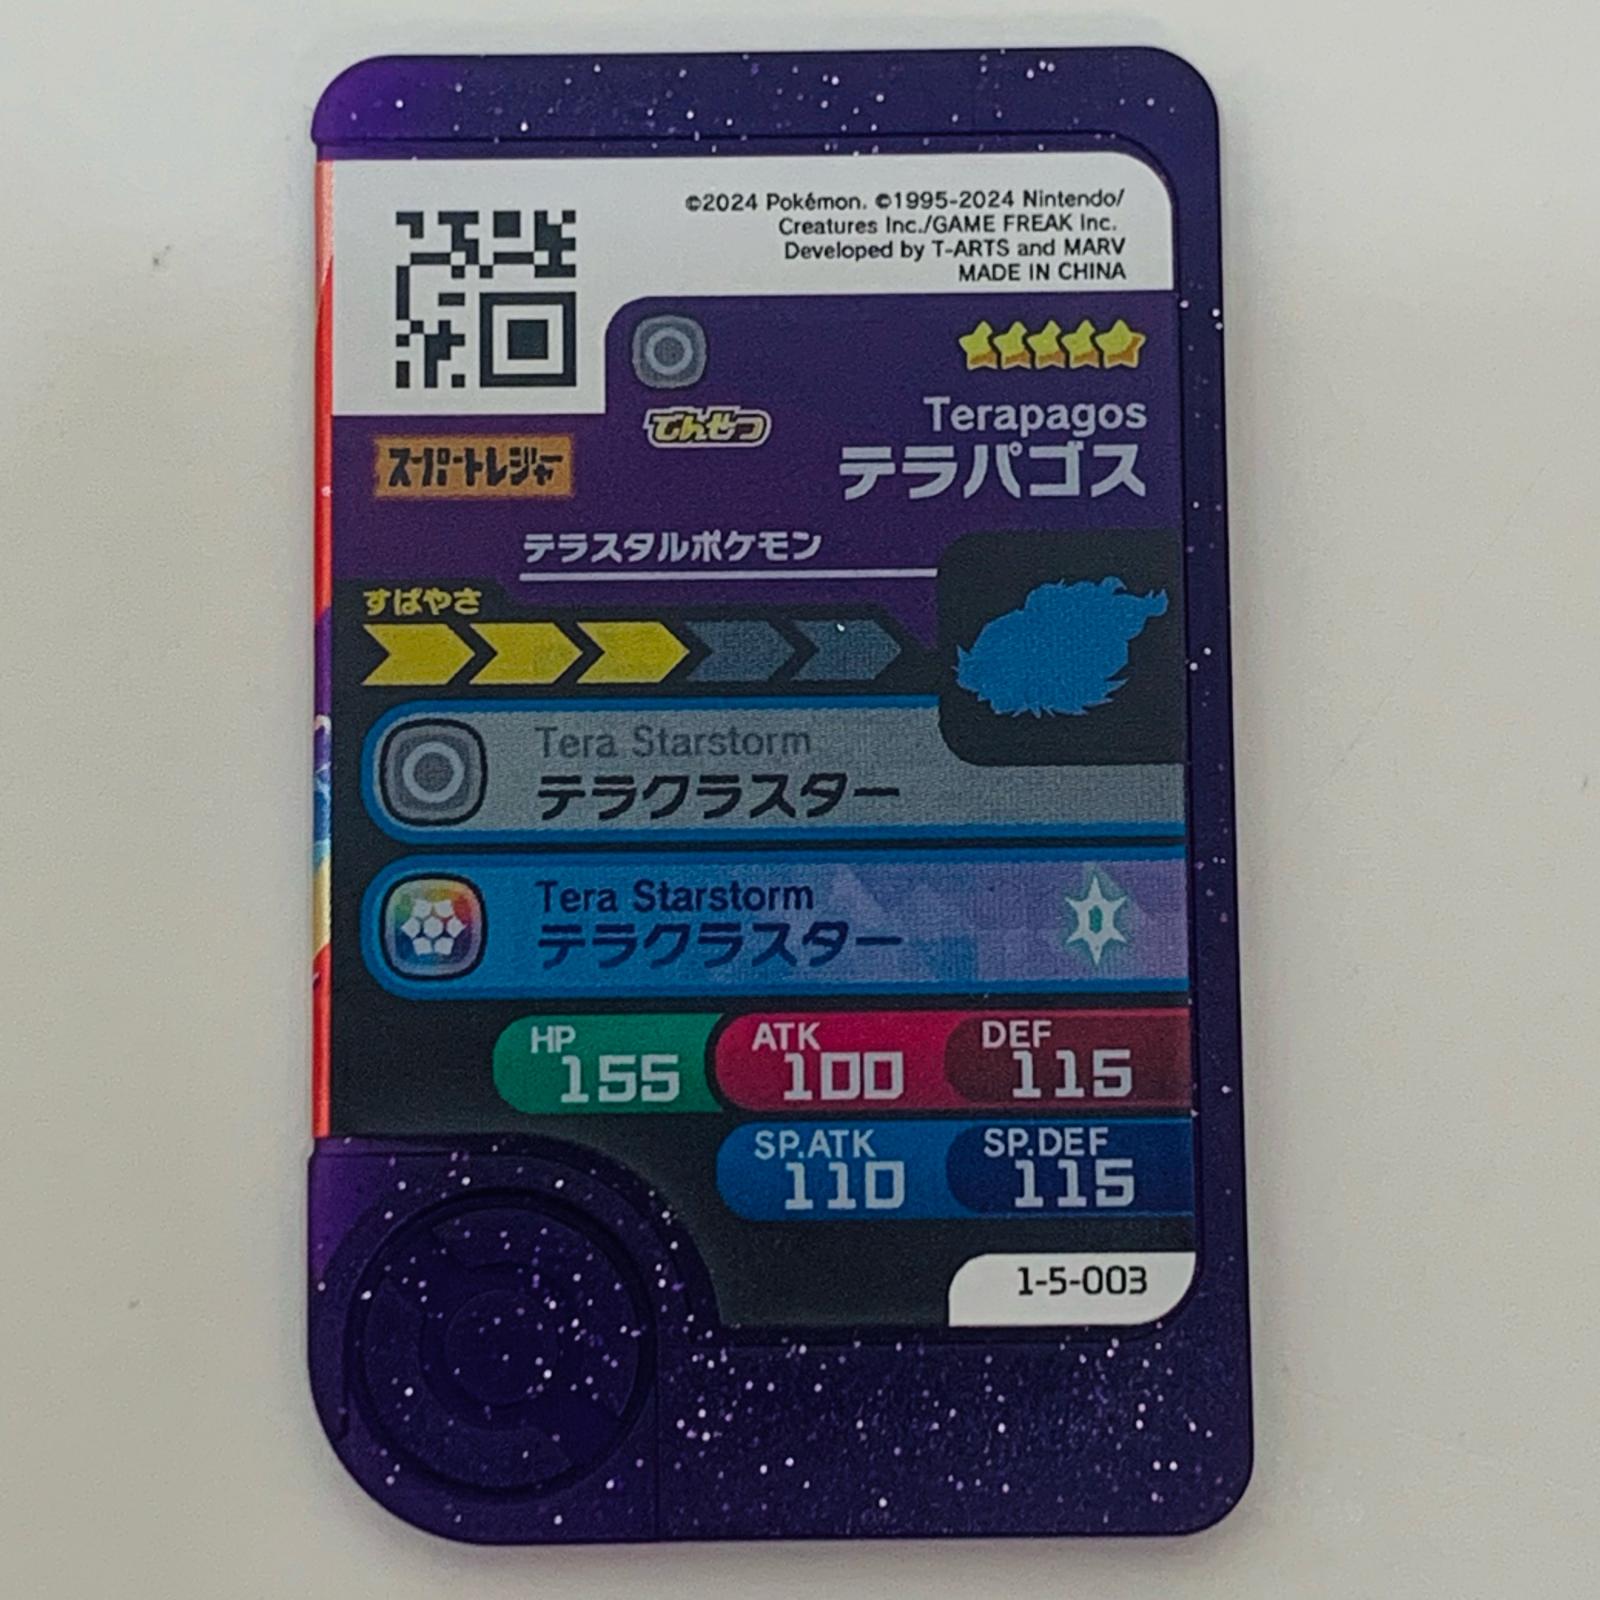 ©2024 Pokémon. ©1995-2024 Nintendo/
Creatures Inc./GAME FREAK Inc.
Developed by T-ARTS and MARV
MADE IN CHINA
でんせつ
Terapagos
テラパゴス
スーパートレジャー
テラスタルポケモン
すばやさ
Tera Starstorm
テラクラスター
Tera Starstorm
テラクラスター
HP 155 ATK 100 DEF 115
SP.ATK 110 SP.DEF 115
1-5-003